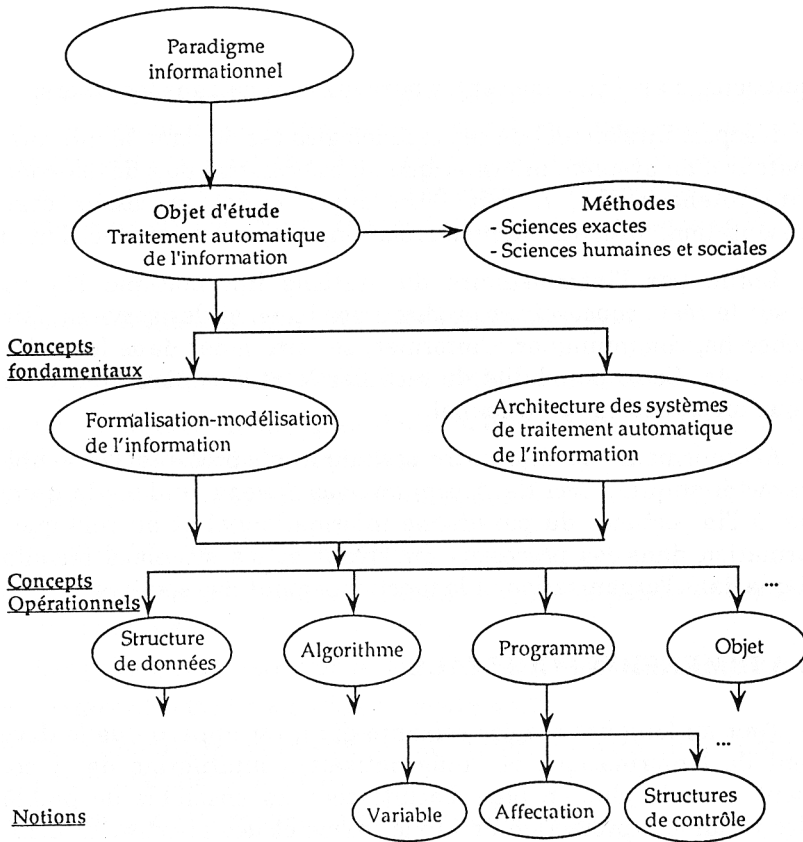 Paradigme
informationnel
Objet d'étude
Traitement automatique
de l'information
Méthodes
- Sciences exactes
- Sciences humaines et sociales
Concepts
fondamentaux
Formalisation-modélisation
de l'information
Architecture des systèmes
de traitement automatique
de l'information
Concepts
Opérationnels
...
Structure
de données
Algorithme
Programme
Objet
...
Notions
Variable
Affectation
Structures
de contrôle